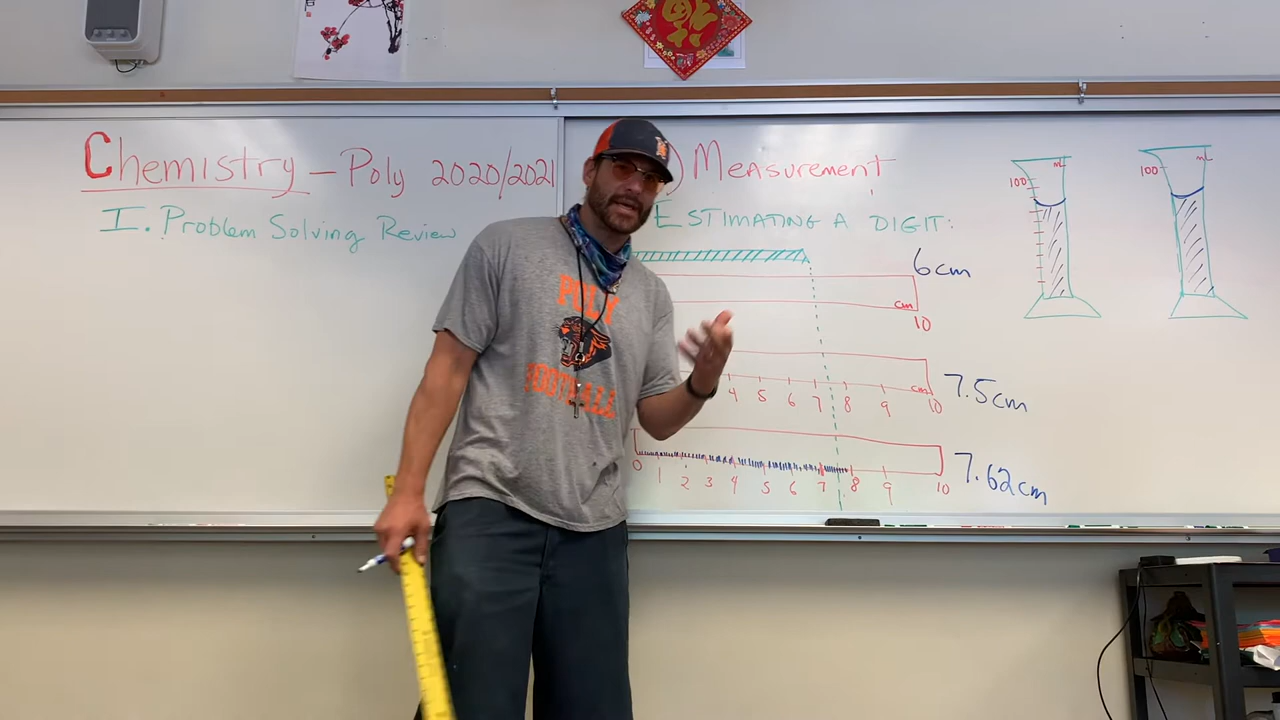 Chemistry - Poly 2020/2021
I. Problem Solving Review
) Measurement
ESTIMATING A DIGIT:
6cm
cm
10
4 5 6 7 8 9 10
cm
7.5cm
0 1 2 3 4 5 6 7 8 9 10
7.62cm
mL
100
mL
100
福
POLY
FOOTBALL